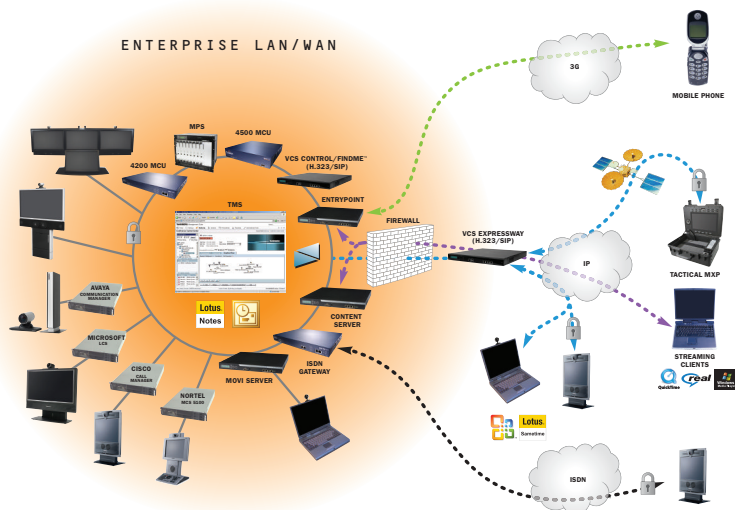 ENTERPRISE LAN/WAN
3G
MOBILE PHONE
MPS
4500 MCU
4200 MCU
VCS CONTROL/FINDME™
(H.323/SIP)
TMS
ENTRYPOINT
FIREWALL
VCS EXPRESSWAY
(H.323/SIP)
IP
TACTICAL MXP
AVAYA
COMMUNICATION
MANAGER
Lotus
Notes
CONTENT
SERVER
MICROSOFT
LCS
ISDN
GATEWAY
CISCO
CALL
MANAGER
MOVI SERVER
STREAMING
CLIENTS
QuickTime
real
Windows
NORTEL
Lotus.
Sametime
ISDN